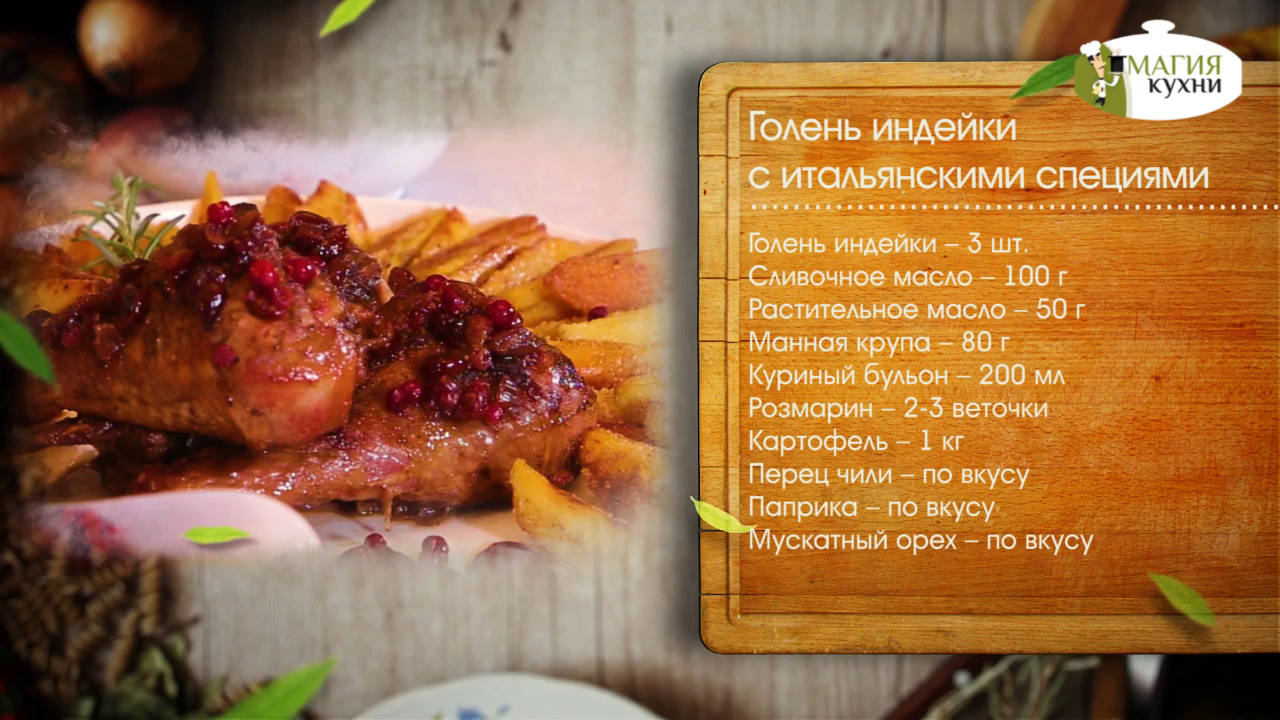 МАГИЯ
КУХНИ
Голень индейки
с итальянскими специями
Голень индейки – 3 шт.
Сливочное масло – 100 г
Растительное масло – 50 г
Манная крупа – 80 г
Куриный бульон – 200 мл
Розмарин – 2-3 веточки
Картофель – 1 кг
Перец чили – по вкусу
Паприка – по вкусу
Мускатный орех – по вкусу